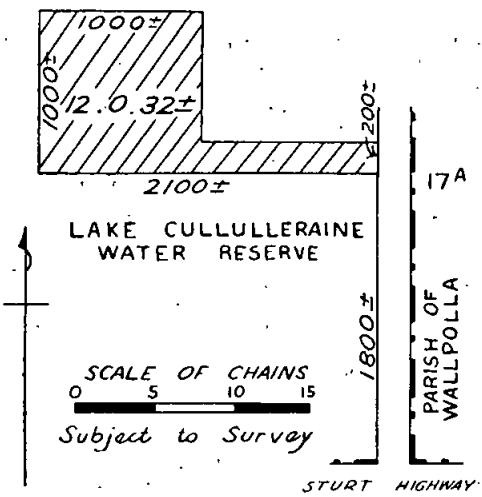 1000±
1000±
12.0.32±
200±
2100±
17A
LAKE CULLULLERAINE
WATER RESERVE
1800±
PARISH OF
WALLPOLLA
SCALE OF CHAINS
0 5 10 15
Subject to Survey
STURT HIGHWAY